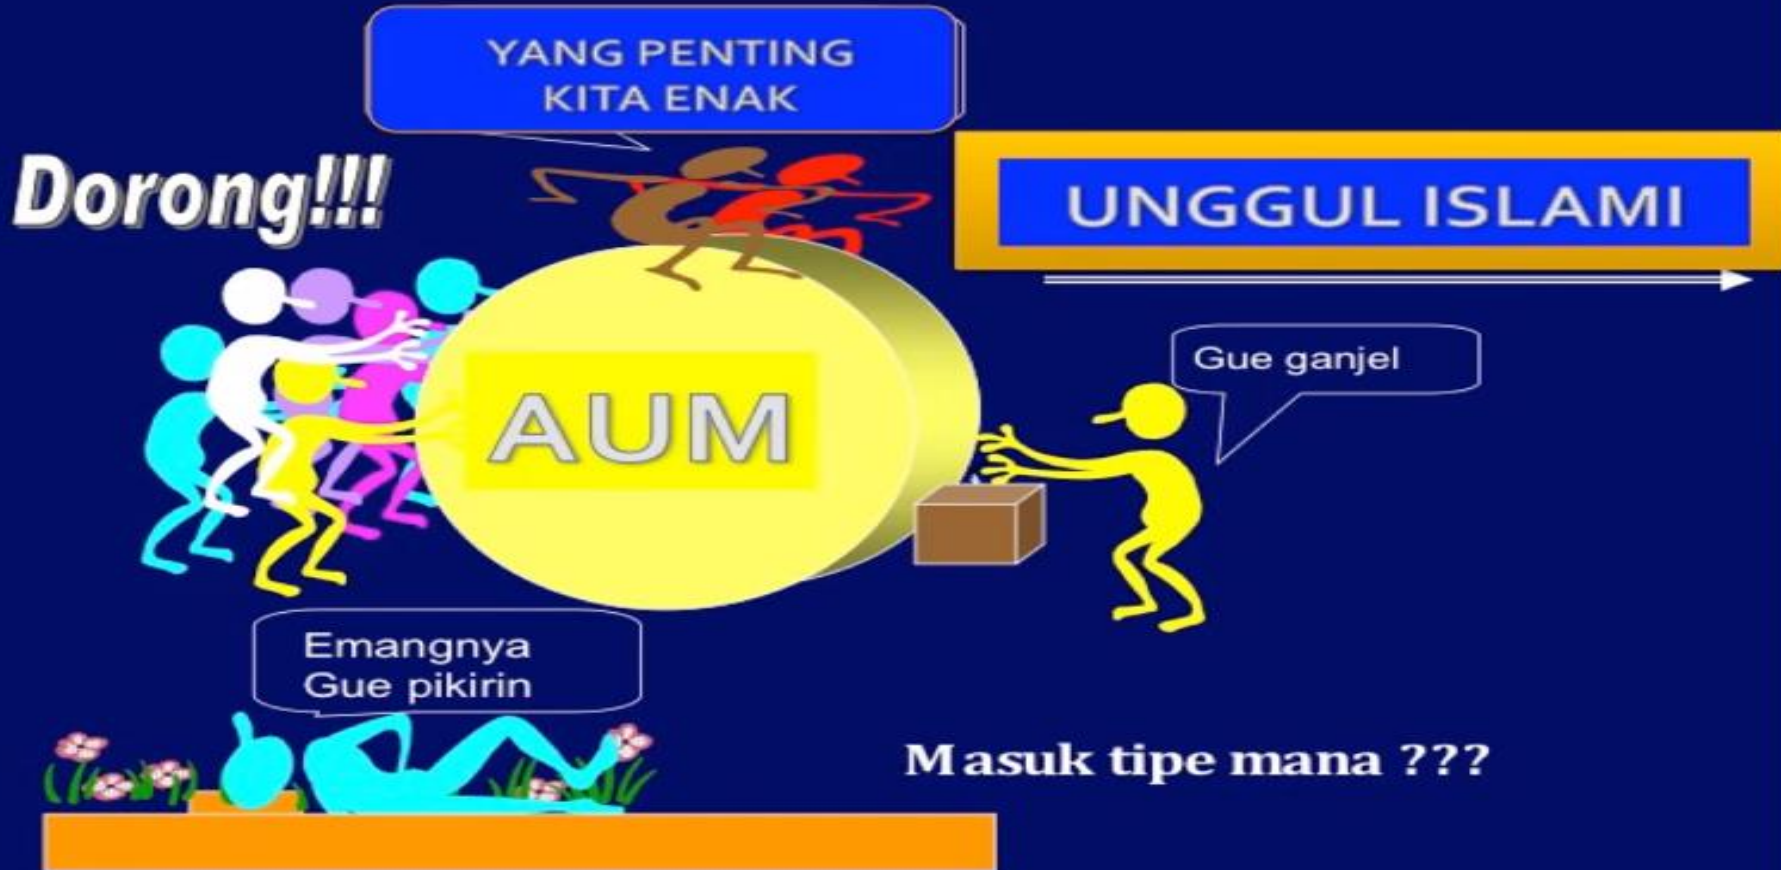 YANG PENTING
KITA ENAK
Dorong!!!
UNGGUL ISLAMI
Gue ganjel
AUM
Emangnya
Gue pikirin
Masuk tipe mana ???